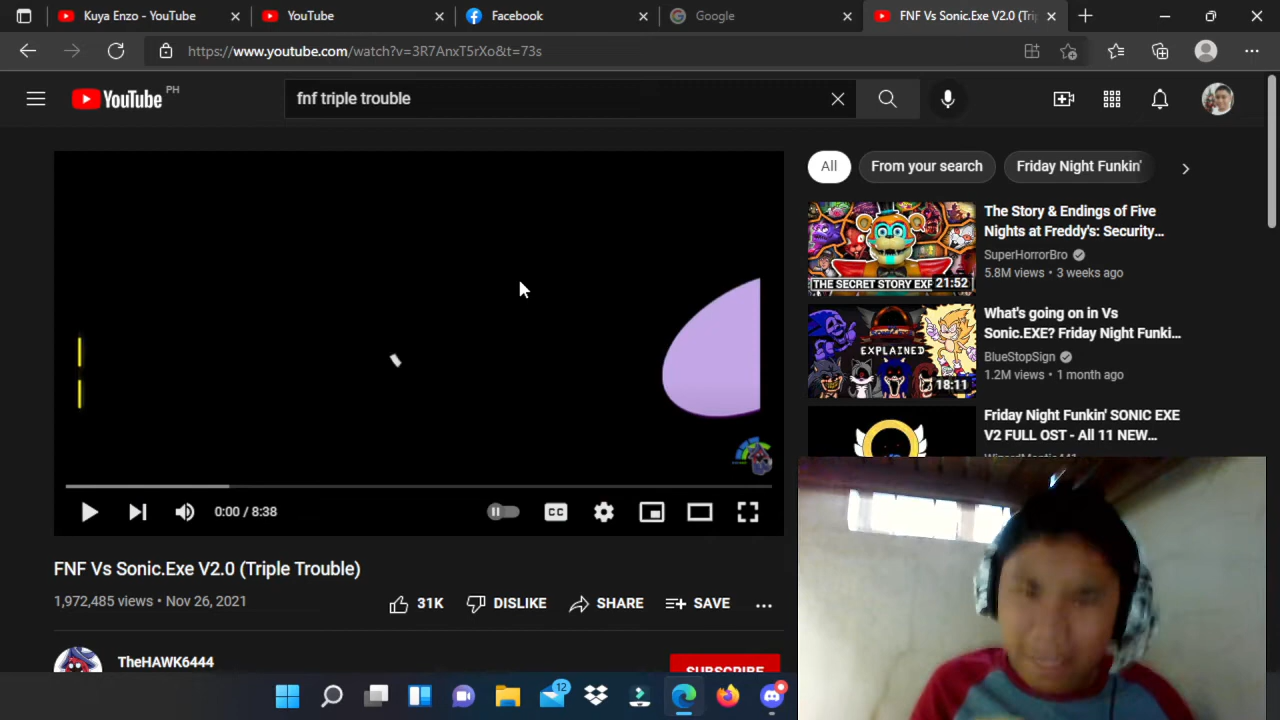 Kuya Enzo - YouTube
YouTube
Facebook
Google
FNF Vs Sonic.Exe V2.0 (Trip
https://www.youtube.com/watch?v=3R7AnxT5rXo&t=73s
YouTube PH
fnf triple trouble
All
From your search
Friday Night Funkin'
The Story & Endings of Five
Nights at Freddy's: Security...
SuperHorrorBro
5.8M views • 3 weeks ago
THE SECRET STORY EXP
21:52
What's going on in Vs
Sonic.EXE? Friday Night Funki...
BlueStopSign
1.2M views • 1 month ago
EXPLAINED
18:11
Friday Night Funkin' SONIC EXE
V2 FULL OST - All 11 NEW...
0:00 / 8:38
CC
FNF Vs Sonic.Exe V2.0 (Triple Trouble)
1,972,485 views • Nov 26, 2021
31K
DISLIKE
SHARE
SAVE
TheHAWK6444
SUBSCRIBE
12